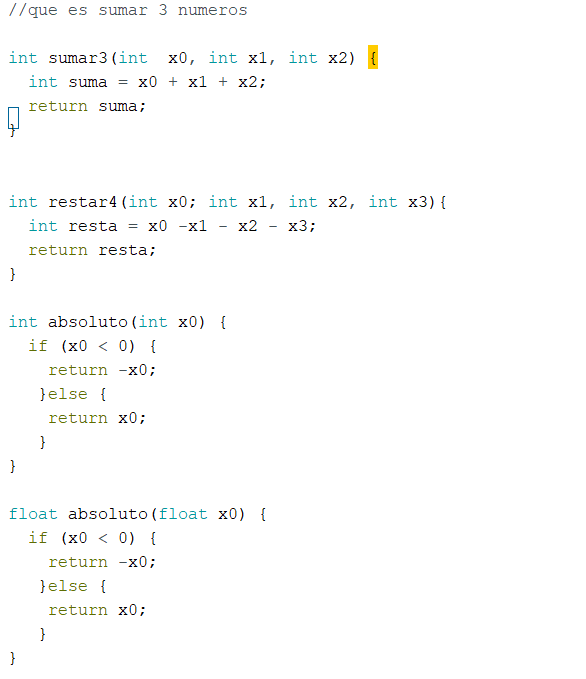 //que es sumar 3 numeros
int sumar3(int  x0, int x1, int x2) {
  int suma = x0 + x1 + x2;
  return suma;
}
int restar4(int x0; int x1, int x2, int x3){
  int resta = x0 -x1 - x2 - x3;
  return resta;
}
int absoluto(int x0) {
  if (x0 < 0) {
    return -x0;
   }else {
    return x0;
   }
}
float absoluto(float x0) {
  if (x0 < 0) {
    return -x0;
   }else {
    return x0;
   }
}